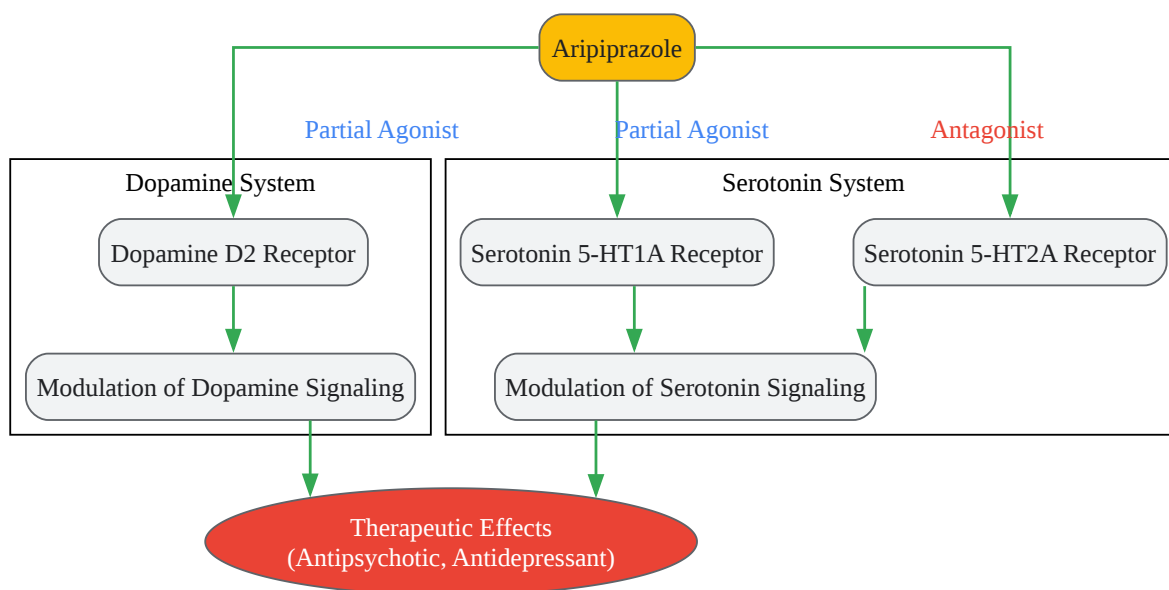 Aripiprazole
Partial Agonist
Partial Agonist
Antagonist
Dopamine System
Serotonin System
Dopamine D2 Receptor
Serotonin 5-HT1A Receptor
Serotonin 5-HT2A Receptor
Modulation of Dopamine Signaling
Modulation of Serotonin Signaling
Therapeutic Effects
(Antipsychotic, Antidepressant)